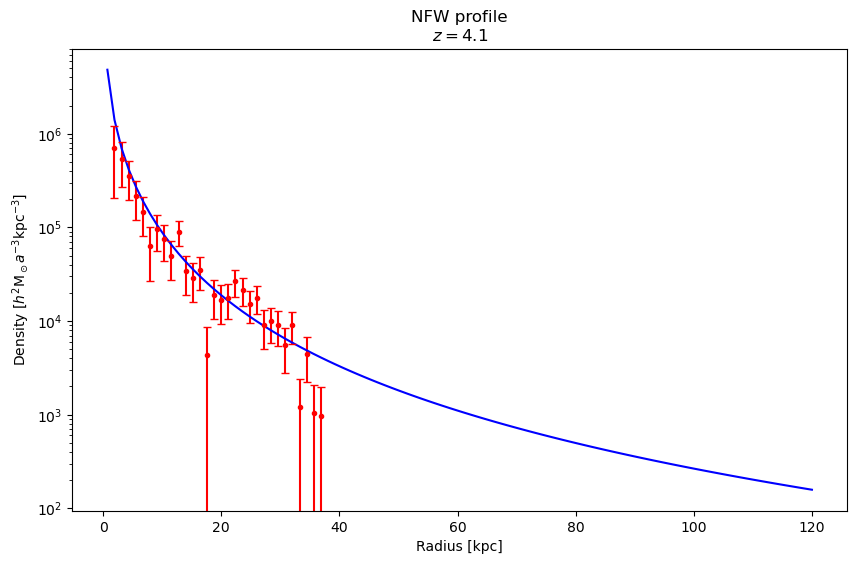 NFW profile
z = 4.1
Density [h²M⊙a⁻³kpc⁻³]
10⁶
10⁵
10⁴
10³
10²
0 20 40 60 80 100 120
Radius [kpc]